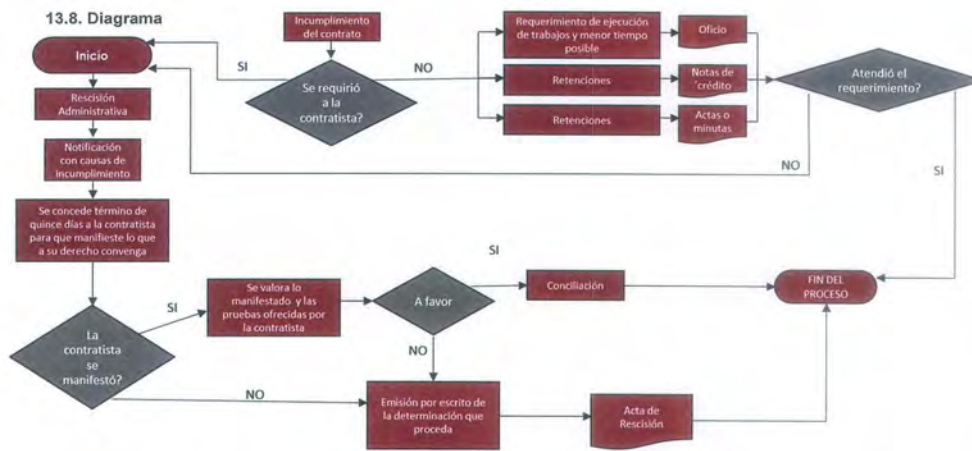 13.8. Diagrama
Inicio
Rescisión
Administrativa
Notificación
con causas de
incumplimiento
Se concede término de
quince días a la contratista
para que manifieste lo que
a su derecho convenga
La
contratista
se
manifestó?
SI
NO
Incumplimiento
del contrato
Se requirió
a la
contratista?
SI
NO
Requerimiento de ejecución
de trabajos y menor tiempo
posible
Oficio
Retenciones
Notas de
'crédito
Retenciones
Actas o
minutas
Atendió el
requerimiento?
NO
SI
Se valora lo
manifestado y las
pruebas ofrecidas por
la contratista
A favor
SI
NO
Conciliación
FIN DEL
PROCESO
Emisión por escrito de
la determinación que
proceda
Acta de
Rescisión